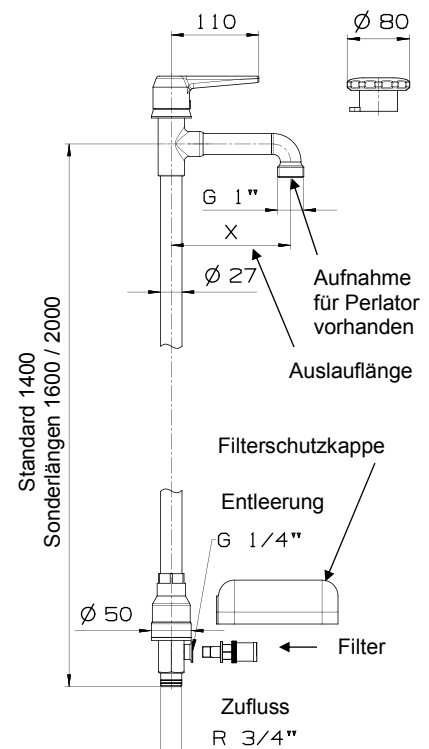 110
Ø 80
G 1"
X
Ø 27
Aufnahme
für Perlator
vorhanden
Auslauflänge
Standard 1400
Sonderlängen 1600 / 2000
Filterschutzkappe
Entleerung
G 1/4"
Ø 50
Filter
Zufluss
R 3/4"